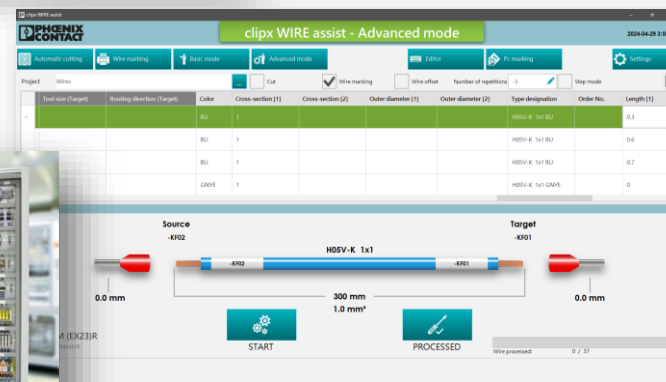 clipx WIRE assist
PHŒNIX CONTACT
clipx WIRE assist - Advanced mode
2024-04-29 3:0
Automatic cutting Wire marking Basic mode Advanced mode Editor Pc marking Settings
Project Wires ... Cut Wire marking Wire offset Number of repetitions Step mode
Tool size (Target) Routing direction (Target) Color Cross-section [1] Cross-section [2] Outer diameter [1] Outer diameter [2] Type designation Order No. Length [1]
BU 1 H05V-K 1x1 BU 0.3
BU 1 H05V-K 1x1 BU 0.6
BU 1 H05V-K 1x1 BU 0.7
GNYE 1 H05V-K 1x1 GNYE 0
Source Target
-KF02 -KF01
H05V-K 1x1
-KF02 -KF01
0.0 mm 300 mm 0.0 mm
1.0 mm²
M (EX23)R
START PROCESSED
Wire processed: 0 / 37